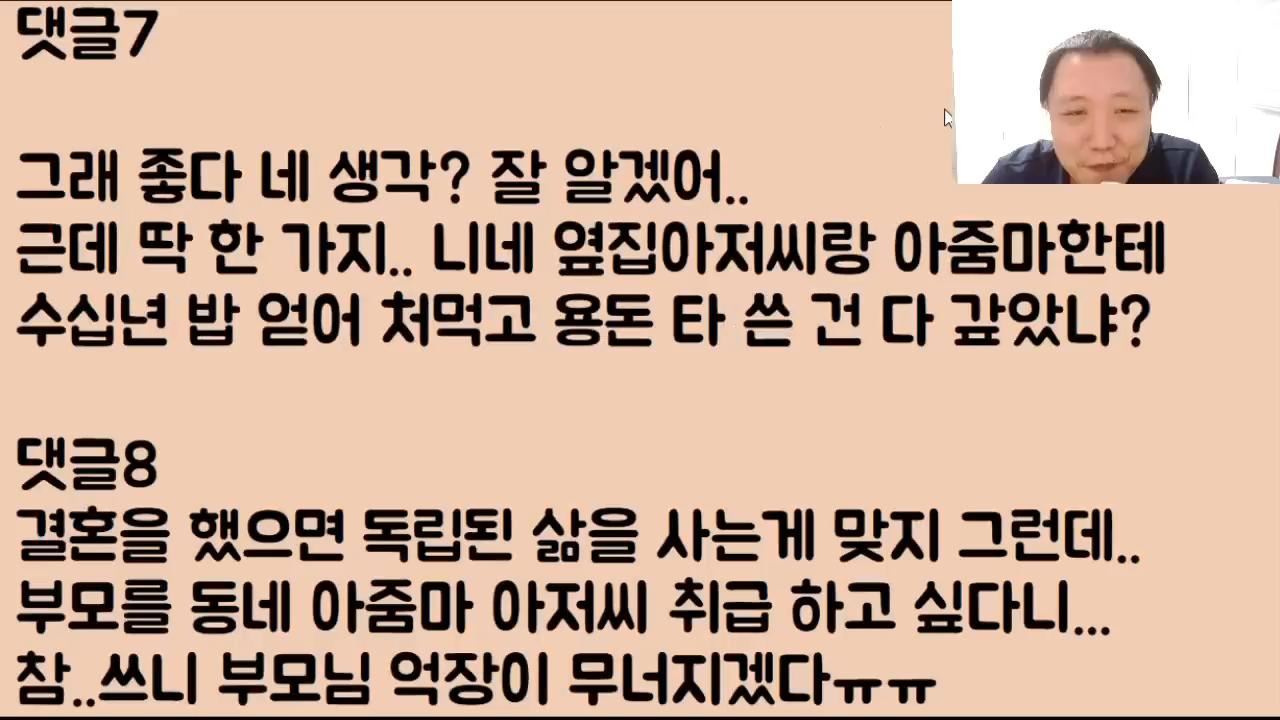 댓글7
그래 좋다 네 생각? 잘 알겠어..
근데 딱 한 가지.. 니네 옆집아저씨랑 아줌마한테
수십년 밥 얻어 처먹고 용돈 타 쓴 건 다 갚았냐?
댓글8
결혼을 했으면 독립된 삶을 사는게 맞지 그런데..
부모를 동네 아줌마 아저씨 취급 하고 싶다니...
참..쓰니 부모님 억장이 무너지겠다ㅠㅠ